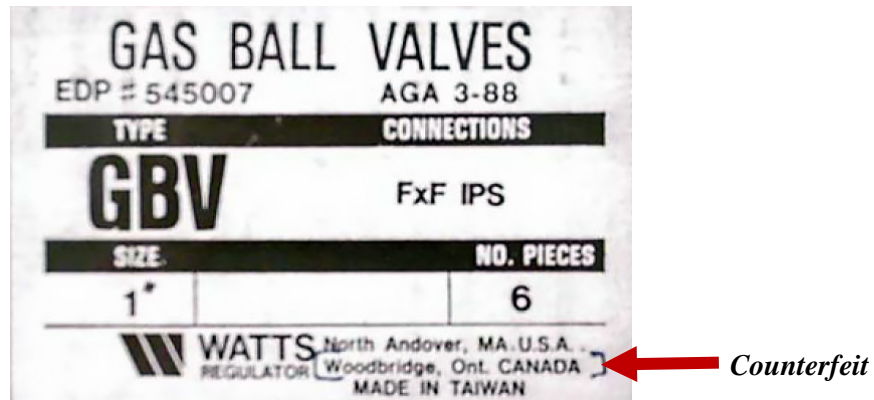 GAS BALL VALVES
EDP # 545007 AGA 3-88
TYPE CONNECTIONS
GBV FxF IPS
SIZE NO. PIECES
1" 6
WATTS North Andover, MA. U.S.A.
REGULATOR Woodbridge, Ont. CANADA Counterfeit
MADE IN TAIWAN